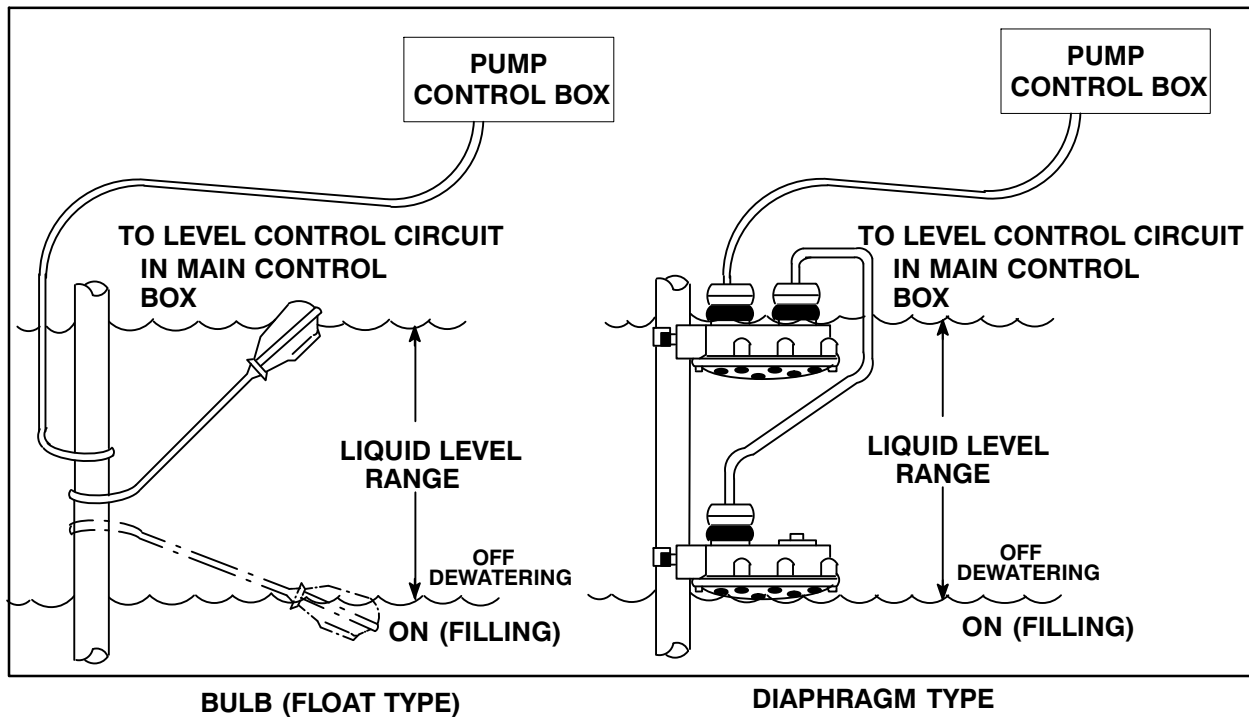 PUMP
CONTROL BOX
TO LEVEL CONTROL CIRCUIT
IN MAIN CONTROL
BOX
LIQUID LEVEL
RANGE
OFF
DEWATERING
ON (FILLING)
BULB (FLOAT TYPE)
PUMP
CONTROL BOX
TO LEVEL CONTROL CIRCUIT
IN MAIN CONTROL
BOX
LIQUID LEVEL
RANGE
OFF
DEWATERING
ON (FILLING)
DIAPHRAGM TYPE